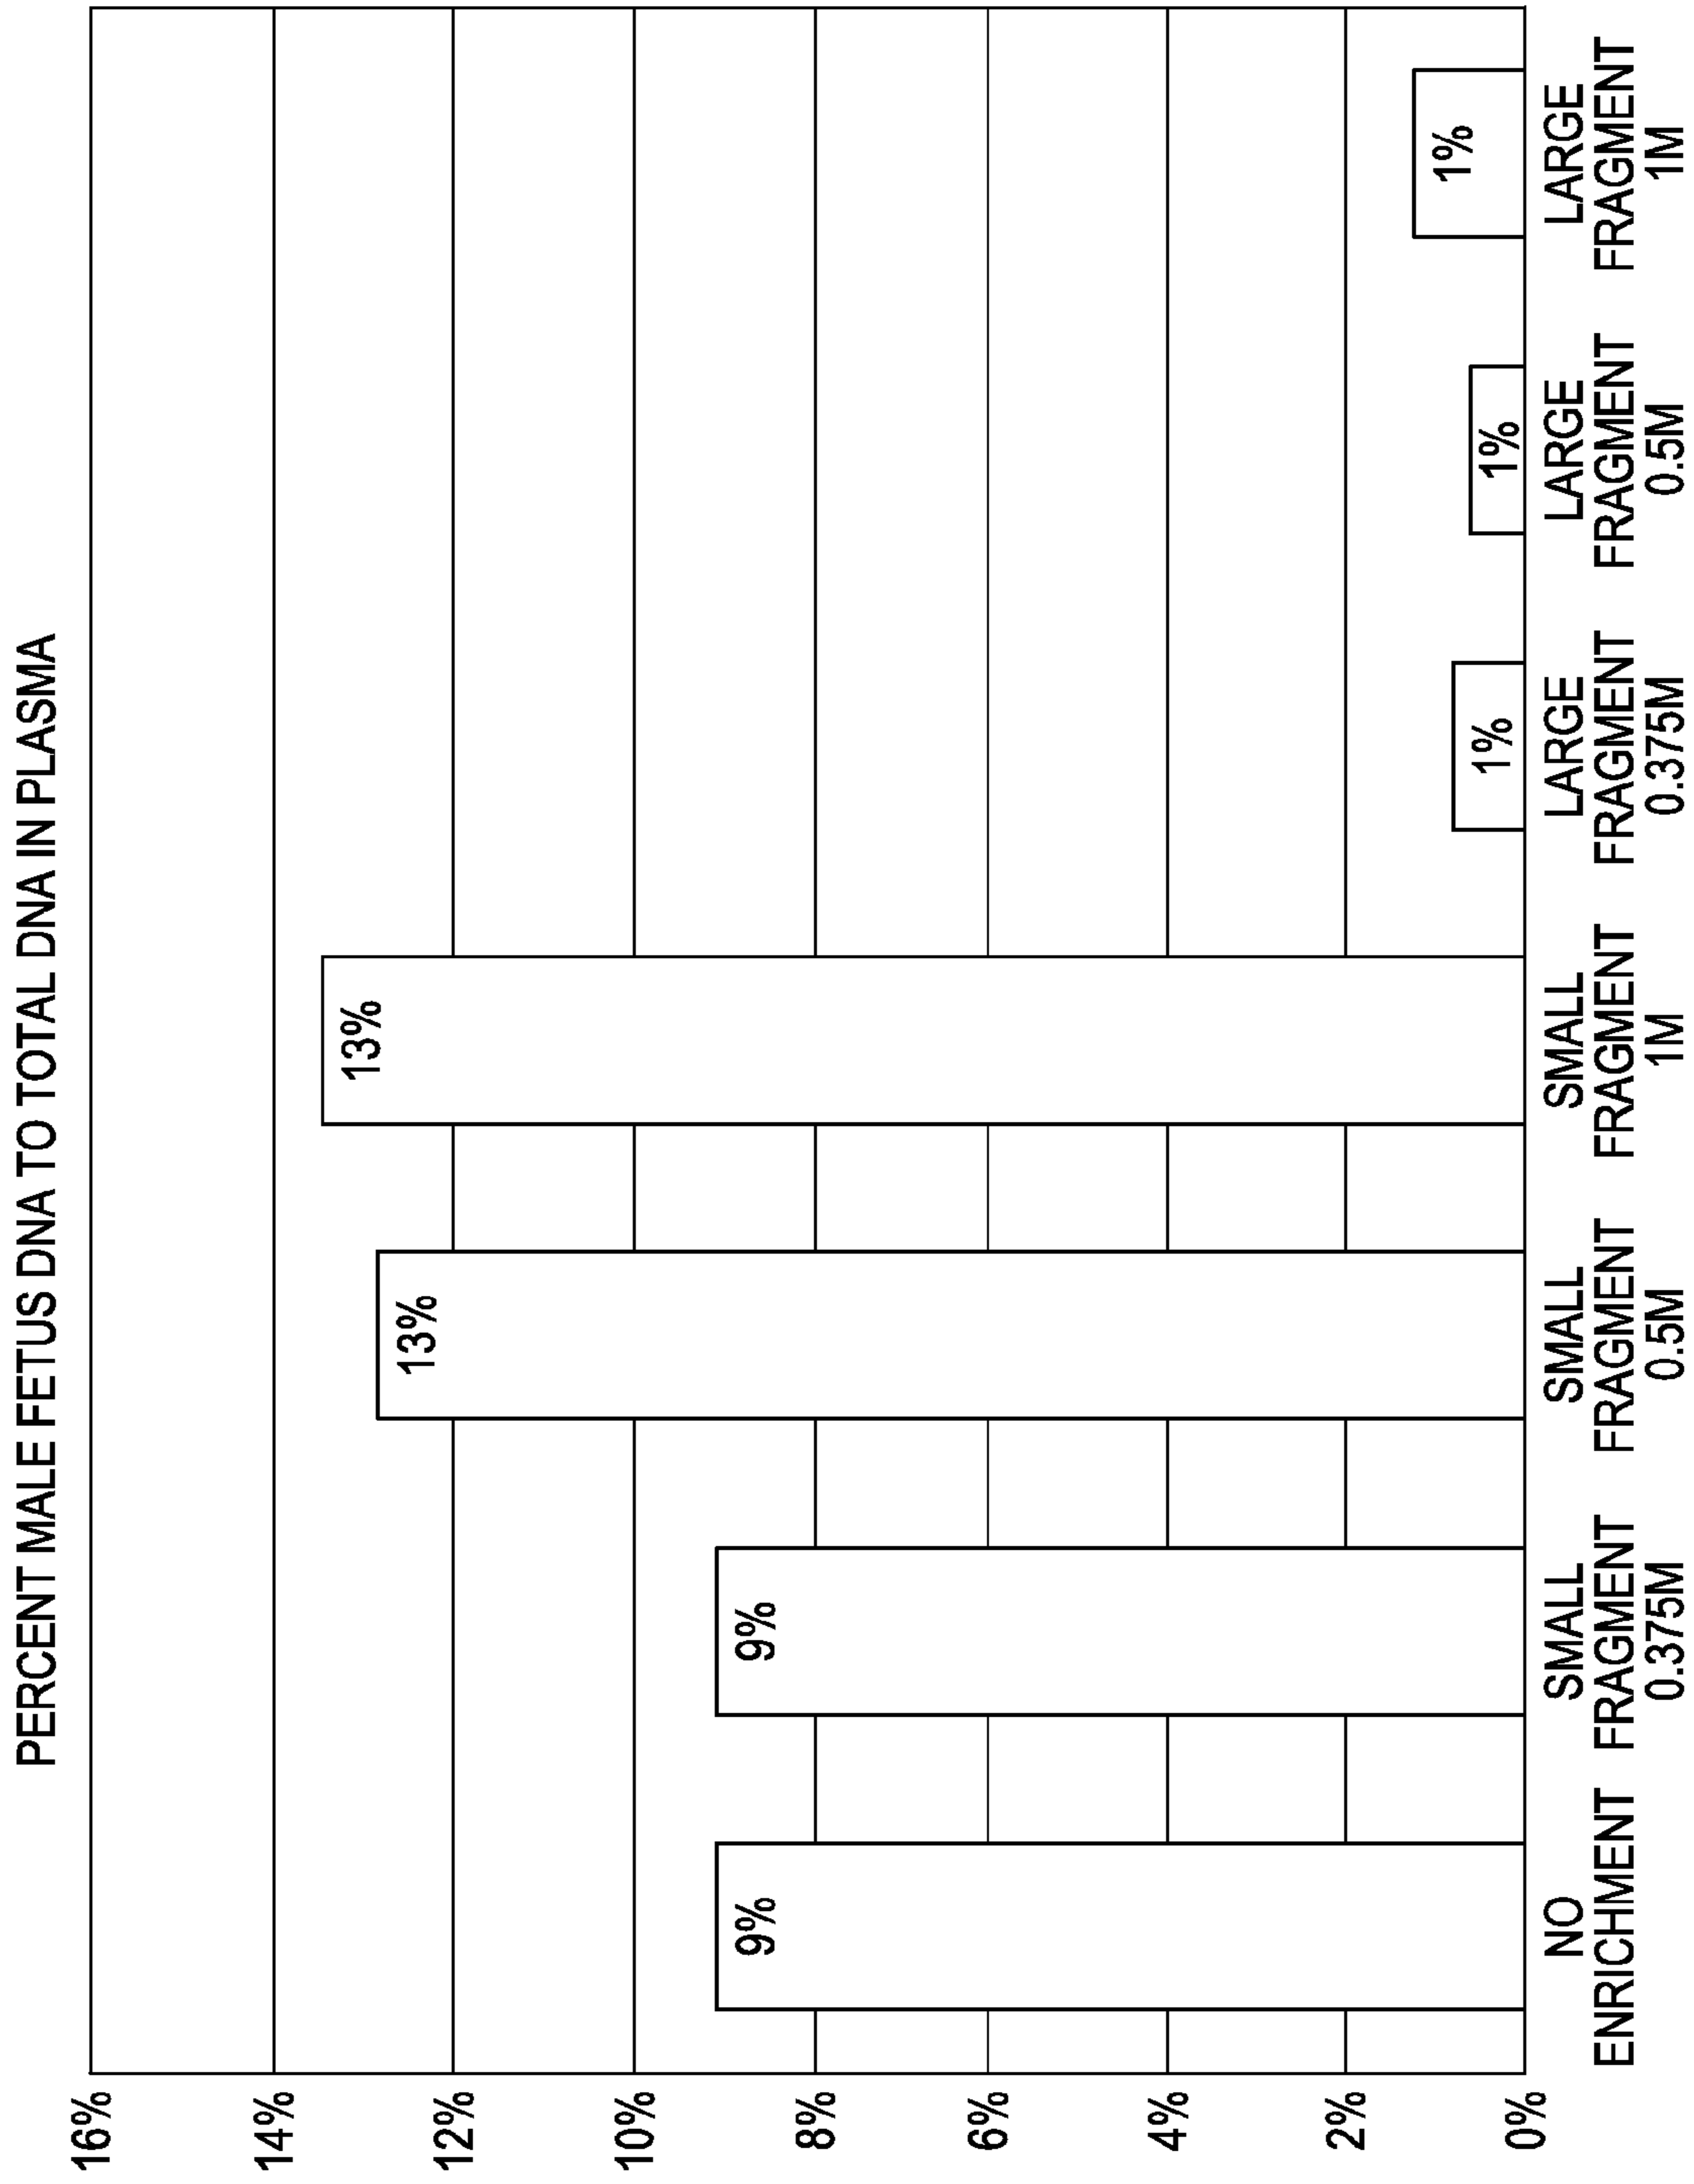 PERCENT MALE FETUS DNA TO TOTAL DNA IN PLASMA
16%
14%
12%
10%
8%
6%
4%
2%
0%
9%
9%
13%
13%
1%
1%
1%
NO
ENRICHMENT
SMALL
FRAGMENT
0.375M
SMALL
FRAGMENT
0.5M
SMALL
FRAGMENT
1M
LARGE
FRAGMENT
0.375M
LARGE
FRAGMENT
0.5M
LARGE
FRAGMENT
1M